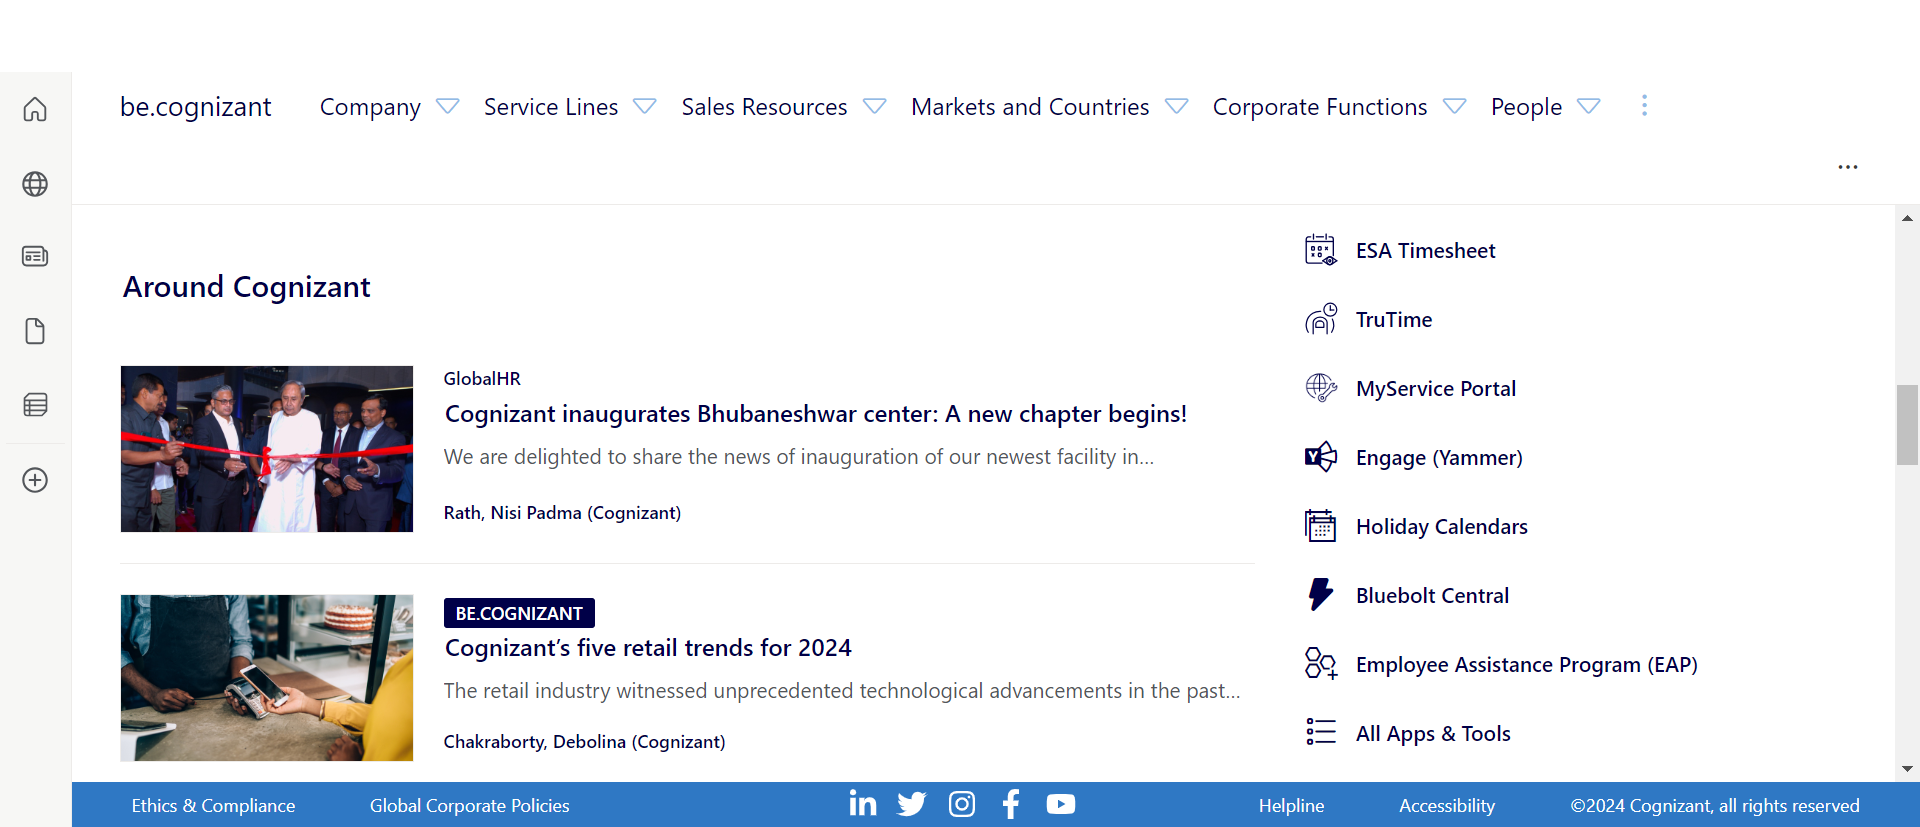 be.cognizant
Company
Service Lines
Sales Resources
Markets and Countries
Corporate Functions
People
Around Cognizant
GlobalHR
Cognizant inaugurates Bhubaneshwar center: A new chapter begins!
We are delighted to share the news of inauguration of our newest facility in...
Rath, Nisi Padma (Cognizant)
BE.COGNIZANT
Cognizant’s five retail trends for 2024
The retail industry witnessed unprecedented technological advancements in the past...
Chakraborty, Debolina (Cognizant)
ESA Timesheet
TruTime
MyService Portal
Engage (Yammer)
Holiday Calendars
Bluebolt Central
Employee Assistance Program (EAP)
All Apps & Tools
Ethics & Compliance
Global Corporate Policies
Helpline
Accessibility
©2024 Cognizant, all rights reserved